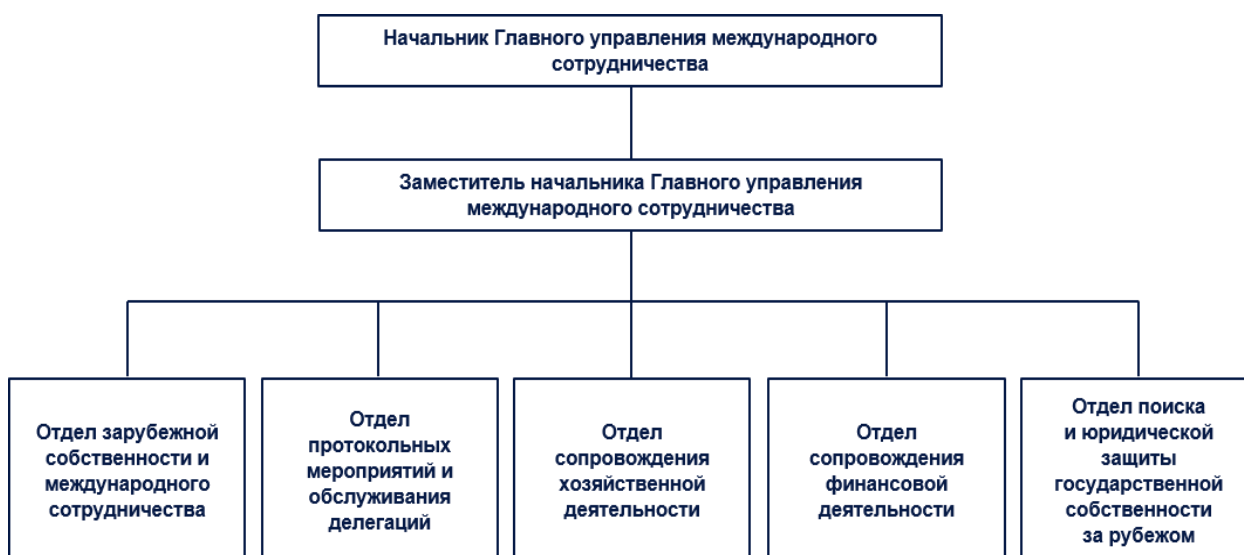 Начальник Главного управления международного
сотрудничества
Заместитель начальника Главного управления
международного сотрудничества
Отдел зарубежной
собственности и
международного
сотрудничества
Отдел
протокольных
мероприятий и
обслуживания
делегаций
Отдел
сопровождения
хозяйственной
деятельности
Отдел
сопровождения
финансовой
деятельности
Отдел поиска
и юридической
защиты
государственной
собственности
за рубежом